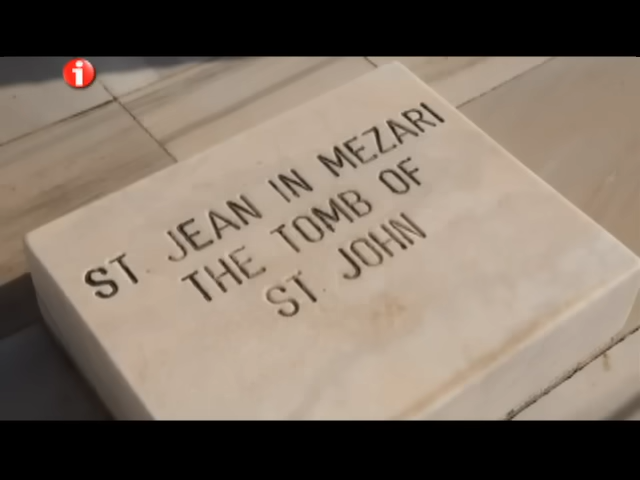 i
ST. JEAN IN MEZARI
THE TOMB OF
ST. JOHN